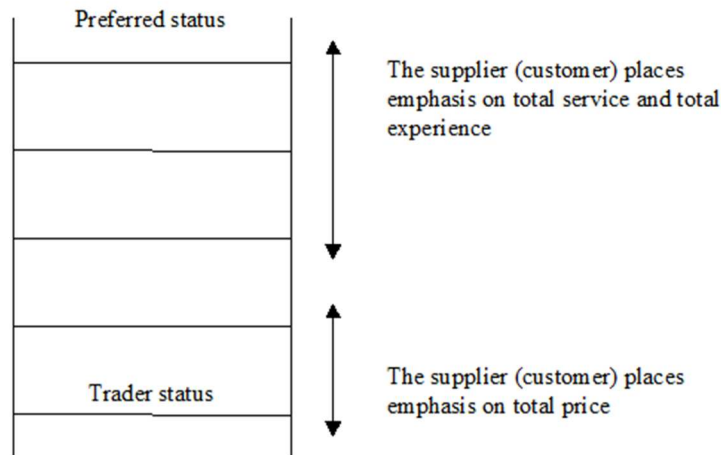 Preferred status
The supplier (customer) places
emphasis on total service and total
experience
Trader status
The supplier (customer) places
emphasis on total price